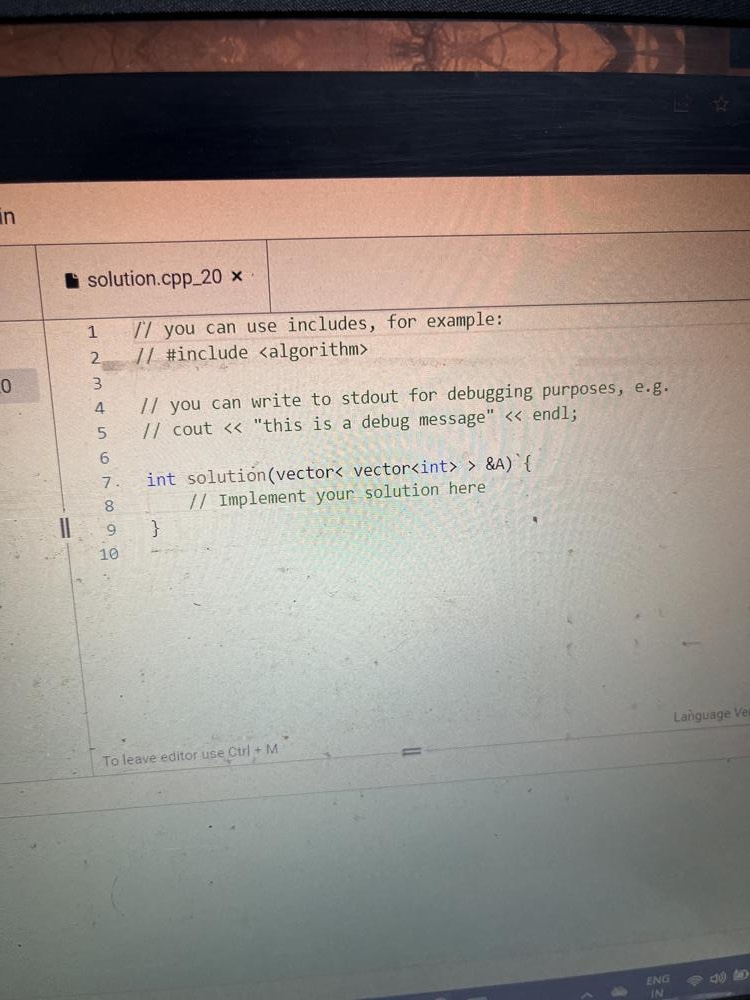 in
solution.cpp_20 ×
1 // you can use includes, for example:
2 // #include <algorithm>
3
4 // you can write to stdout for debugging purposes, e.g.
5 // cout << "this is a debug message" << endl;
6
7 int solution(vector< vector<int> > &A) {
8 // Implement your solution here
9 }
10
0
Language Ve
To leave editor use Ctrl + M
ENG
IN